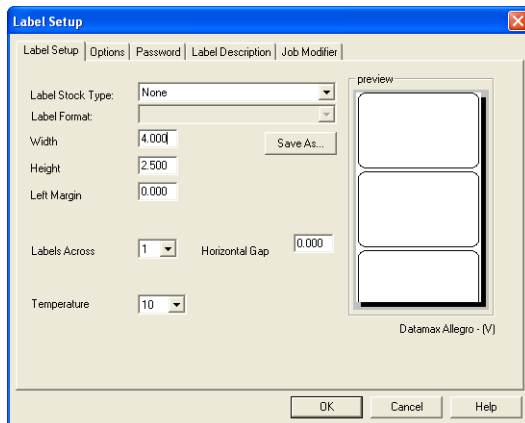 Label Setup
Label Setup Options Password Label Description Job Modifier
preview
Label Stock Type: None
Label Format:
Width 4.000 Save As...
Height 2.500
Left Margin 0.000
Labels Across 1 Horizontal Gap 0.000
Temperature 10
Datamax Allegro - (V)
OK Cancel Help